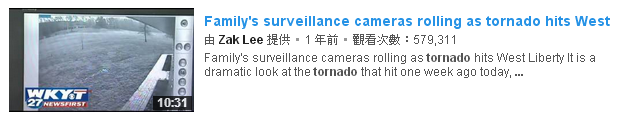 Family's surveillance cameras rolling as tornado hits West
由 Zak Lee 提供 • 1 年前 • 觀看次數：579,311
Family's surveillance cameras rolling as tornado hits West Liberty It is a
dramatic look at the tornado that hit one week ago today, ...
WKYT
27 NEWSFIRST
10:31